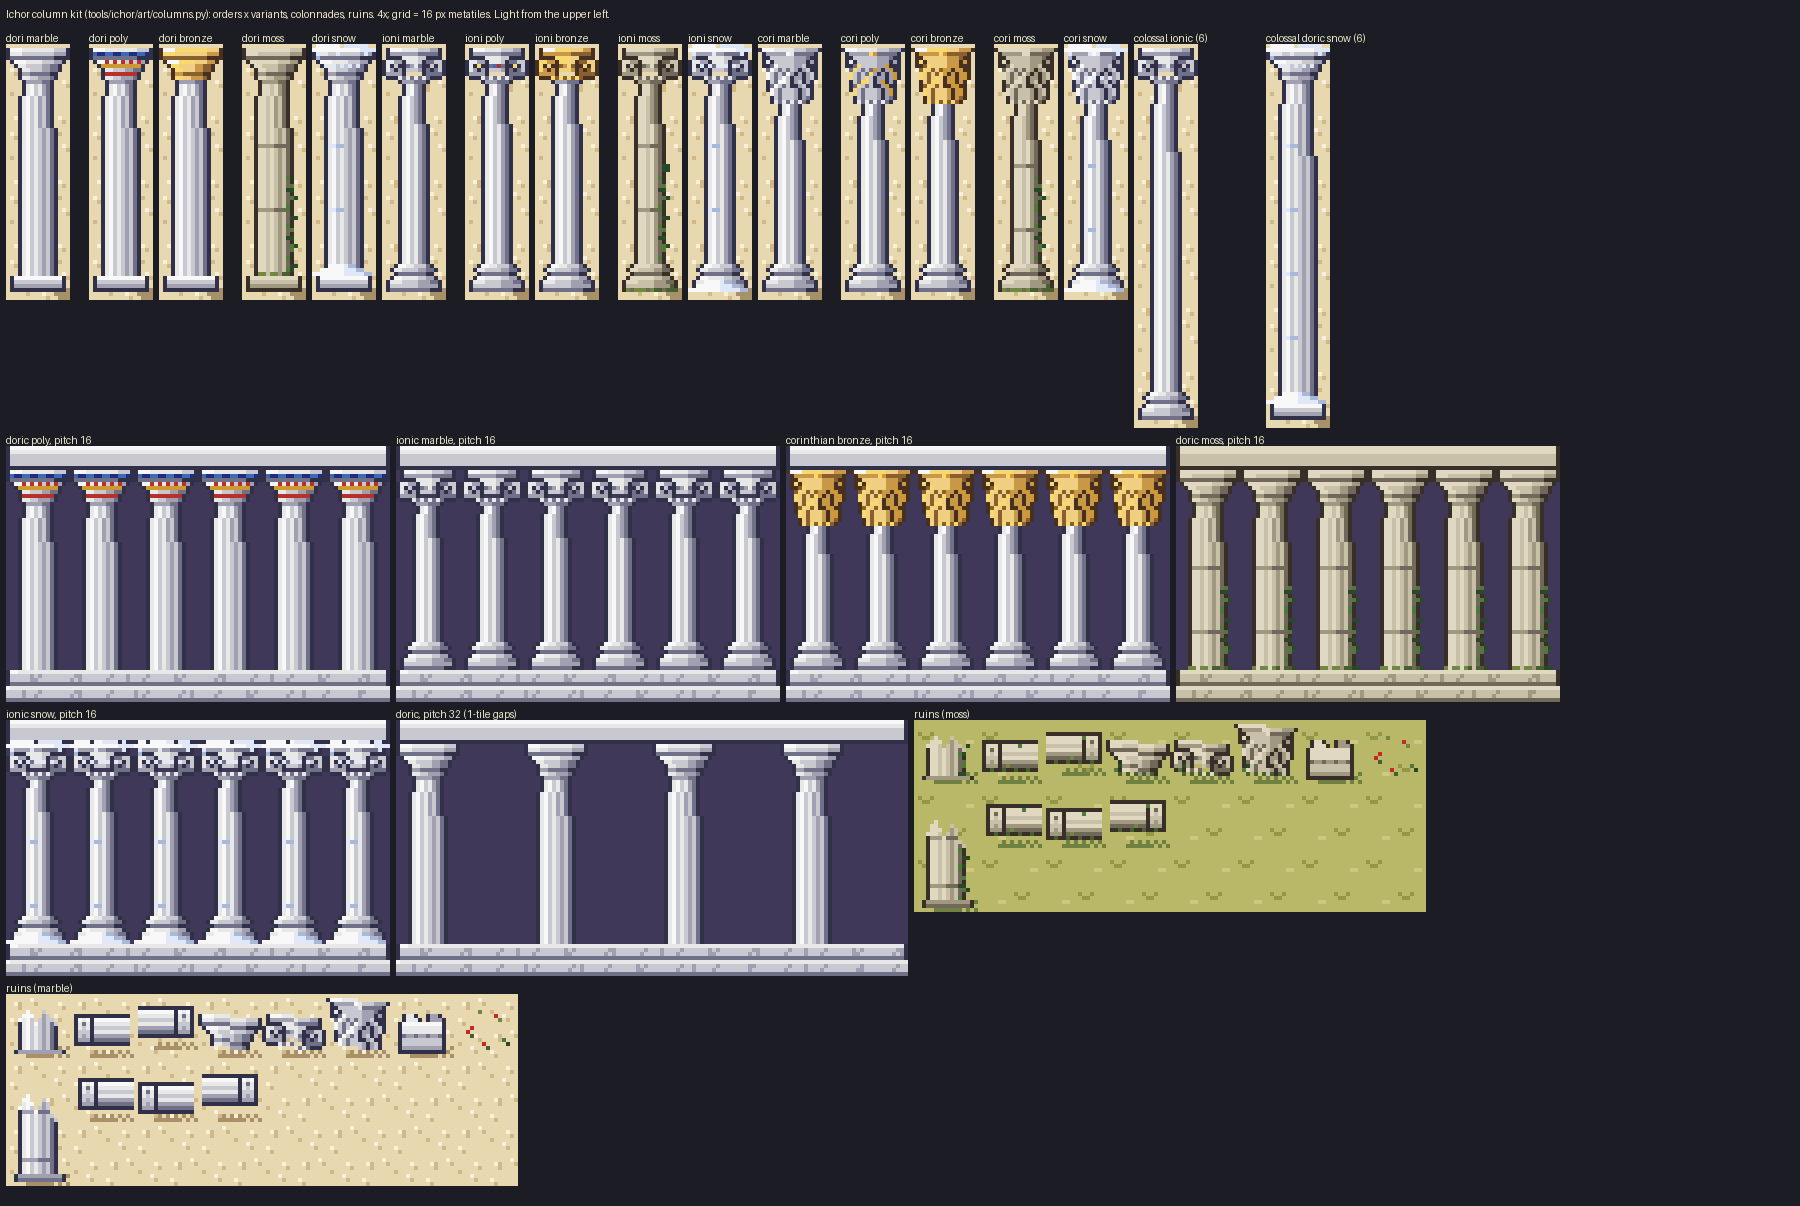 Ichor column kit (tools/ichor/art/columns.py): orders x variants, colonnades, ruins. 4x; grid = 16 px metatiles. Light from the upper left.
dori marble dori poly dori bronze dori moss dori snow ioni marble ioni poly ioni bronze ioni moss ioni snow cori marble cori poly cori bronze cori moss cori snow colossal ionic (6) colossal doric snow (6)
doric poly, pitch 16 ionic marble, pitch 16 corinthian bronze, pitch 16 doric moss, pitch 16
ionic snow, pitch 16 doric, pitch 32 (1-tile gaps) ruins (moss)
ruins (marble)